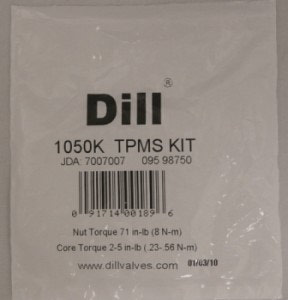 Dill®
1050K TPMS KIT
JDA: 7007007 095 98750
0 91714 00189 6
Nut Torque 71 in-lb (8 N-m)
Core Torque 2-5 in-lb (.23-.56 N-m)
www.dillvalves.com 01/63/10